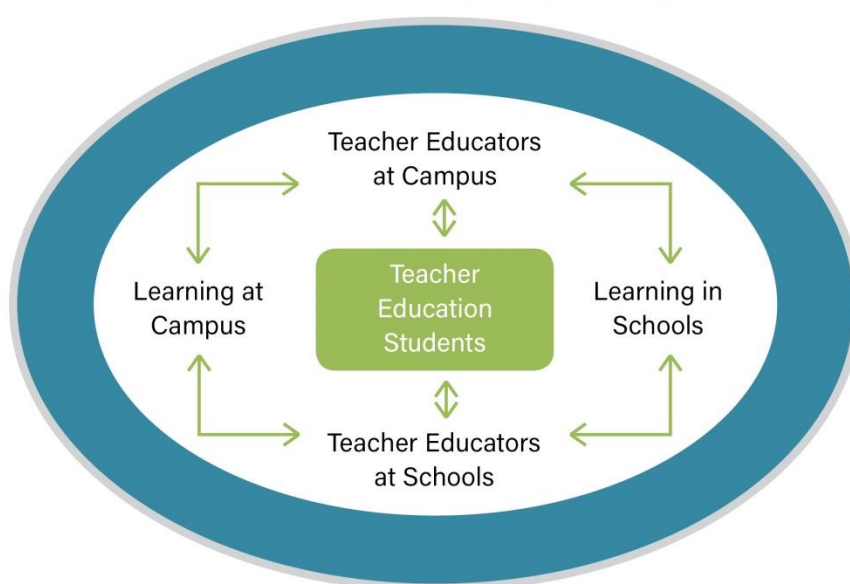 Teacher Educators
at Campus
Learning at
Campus
Teacher
Education
Students
Learning in
Schools
Teacher Educators
at Schools